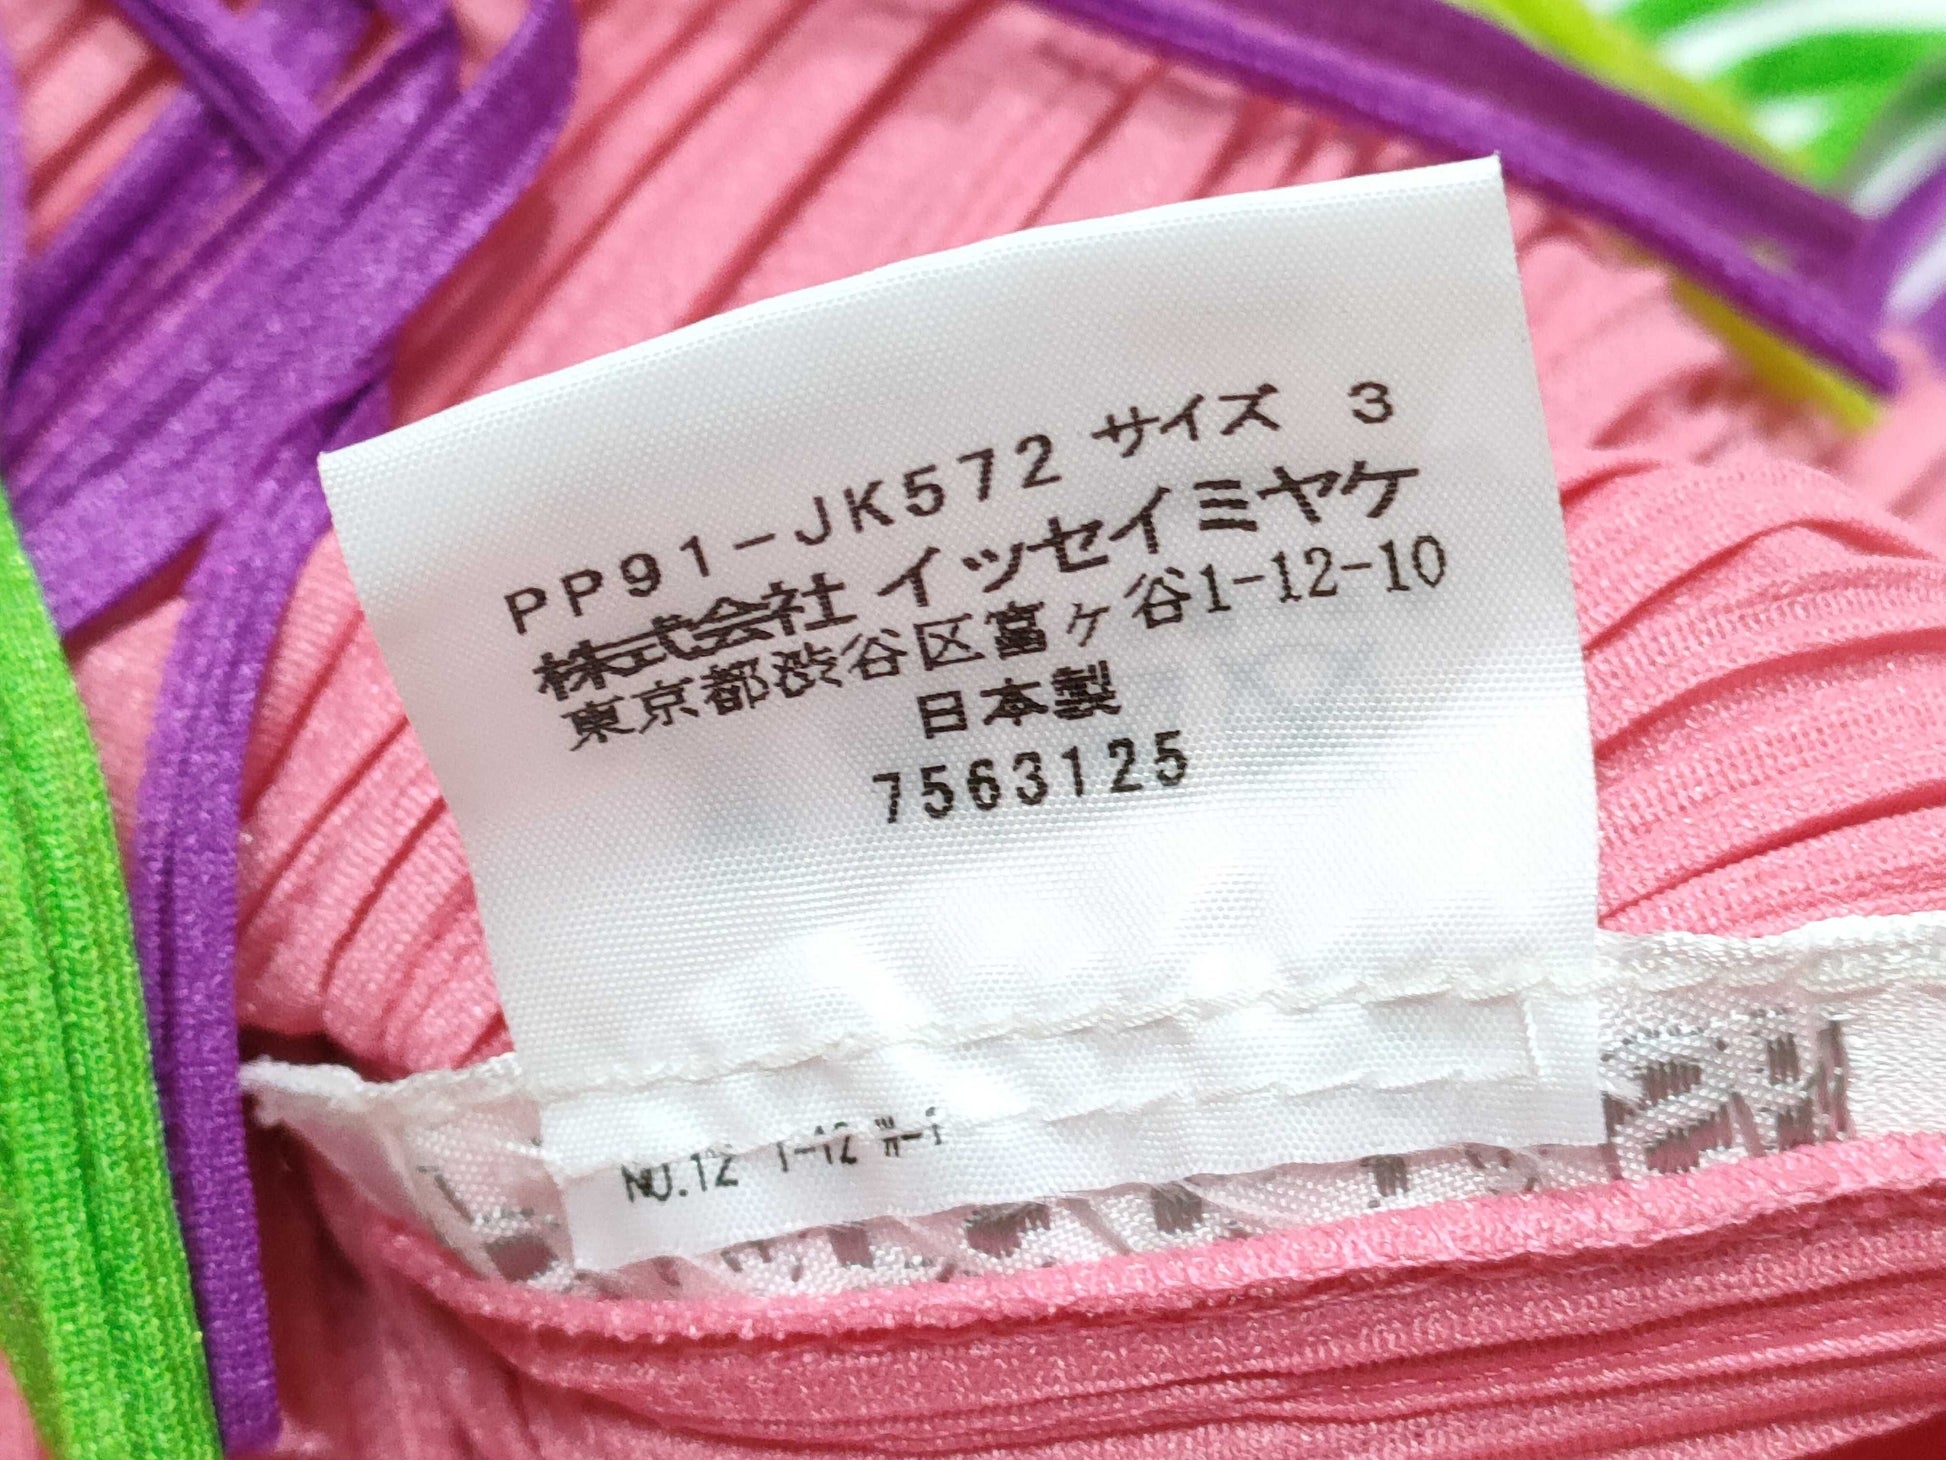 PP91-JK572 サイズ 3
株式会社 イッセイミヤケ
東京都渋谷区富ヶ谷1-12-10
日本製
7563125
NO.12 1-12